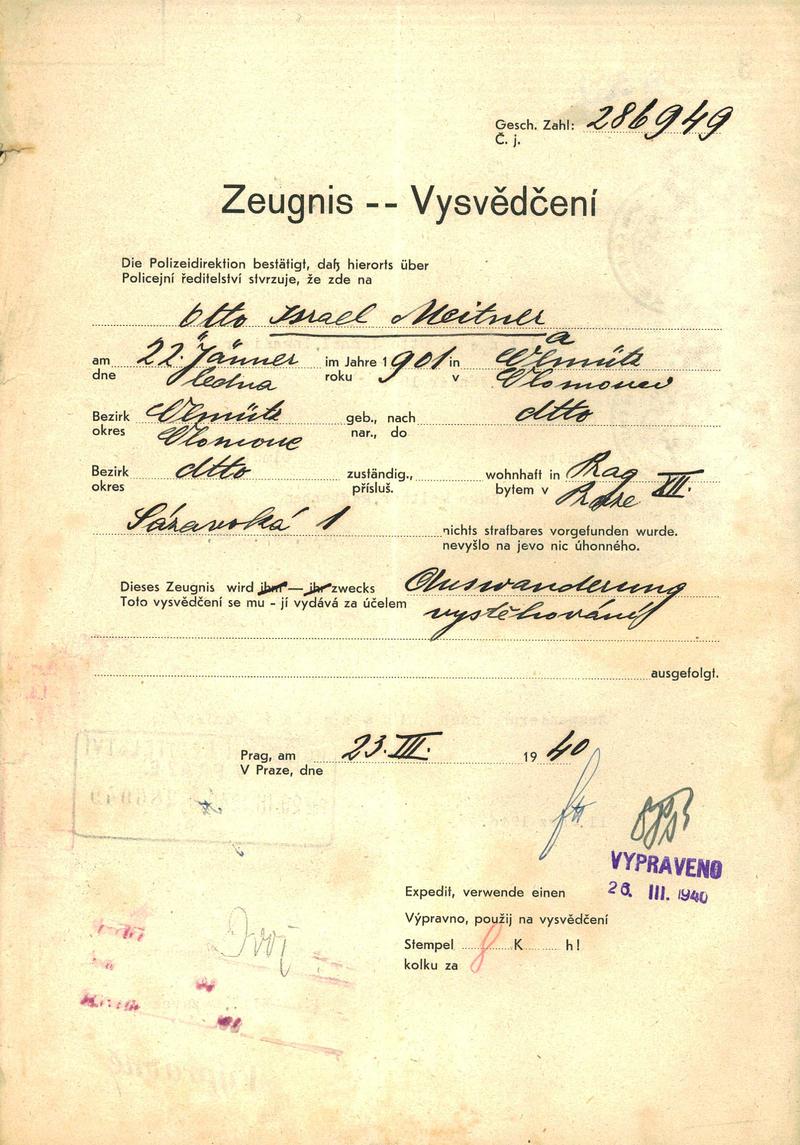 Gesch. Zahl: 286949
Č. j.
Zeugnis -- Vysvědčení
Die Polizeidirektion bestätigt, daß hierorts über
Policejní ředitelství stvrzuje, že zde na
Otto Israel Meitner
a
am 22. Jänner im Jahre 1901 in Olmütz
dne ledna roku v Olomouci
Bezirk Olmütz geb., nach dtto
okres Olomouc nar., do
Bezirk dtto zuständig., wohnhaft in Prag XII.
okres přísluš. bytem v Praze
Sázavská 1 nichts strafbares vorgefunden wurde.
nevyšlo na jevo nic úhonného.
Dieses Zeugnis wird ihm — ihr zwecks Auswanderung
Toto vysvědčení se mu - jí vydává za účelem vystěhování
ausgefolgt.
Prag, am 23. III. 1940
V Praze, dne
VYPRAVENO
26. III. 1940
Expedit, verwende einen
Výpravno, použij na vysvědčení
Stempel 8 K h!
kolku za